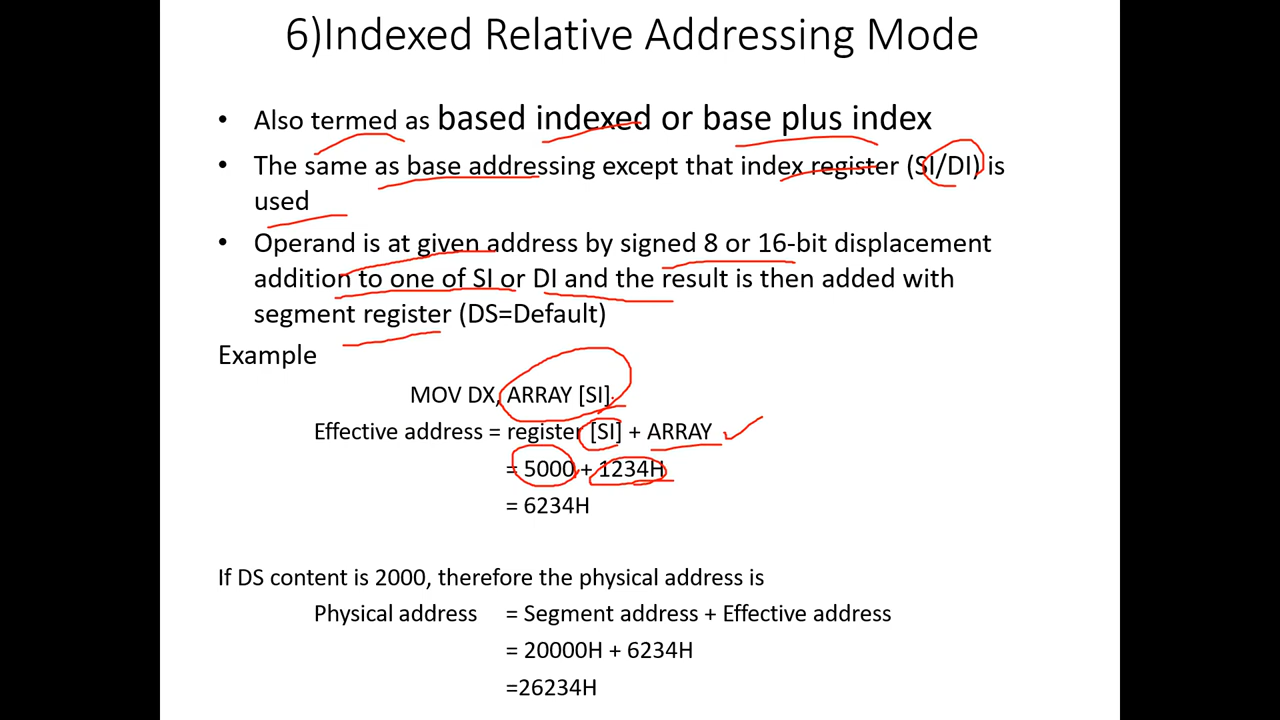 6)Indexed Relative Addressing Mode
• Also termed as based indexed or base plus index
• The same as base addressing except that index register (SI/DI) is
used
• Operand is at given address by signed 8 or 16-bit displacement
addition to one of SI or DI and the result is then added with
segment register (DS=Default)
Example
MOV DX, ARRAY [SI]
Effective address = register [SI] + ARRAY
= 5000 + 1234H
= 6234H
If DS content is 2000, therefore the physical address is
Physical address = Segment address + Effective address
= 20000H + 6234H
=26234H